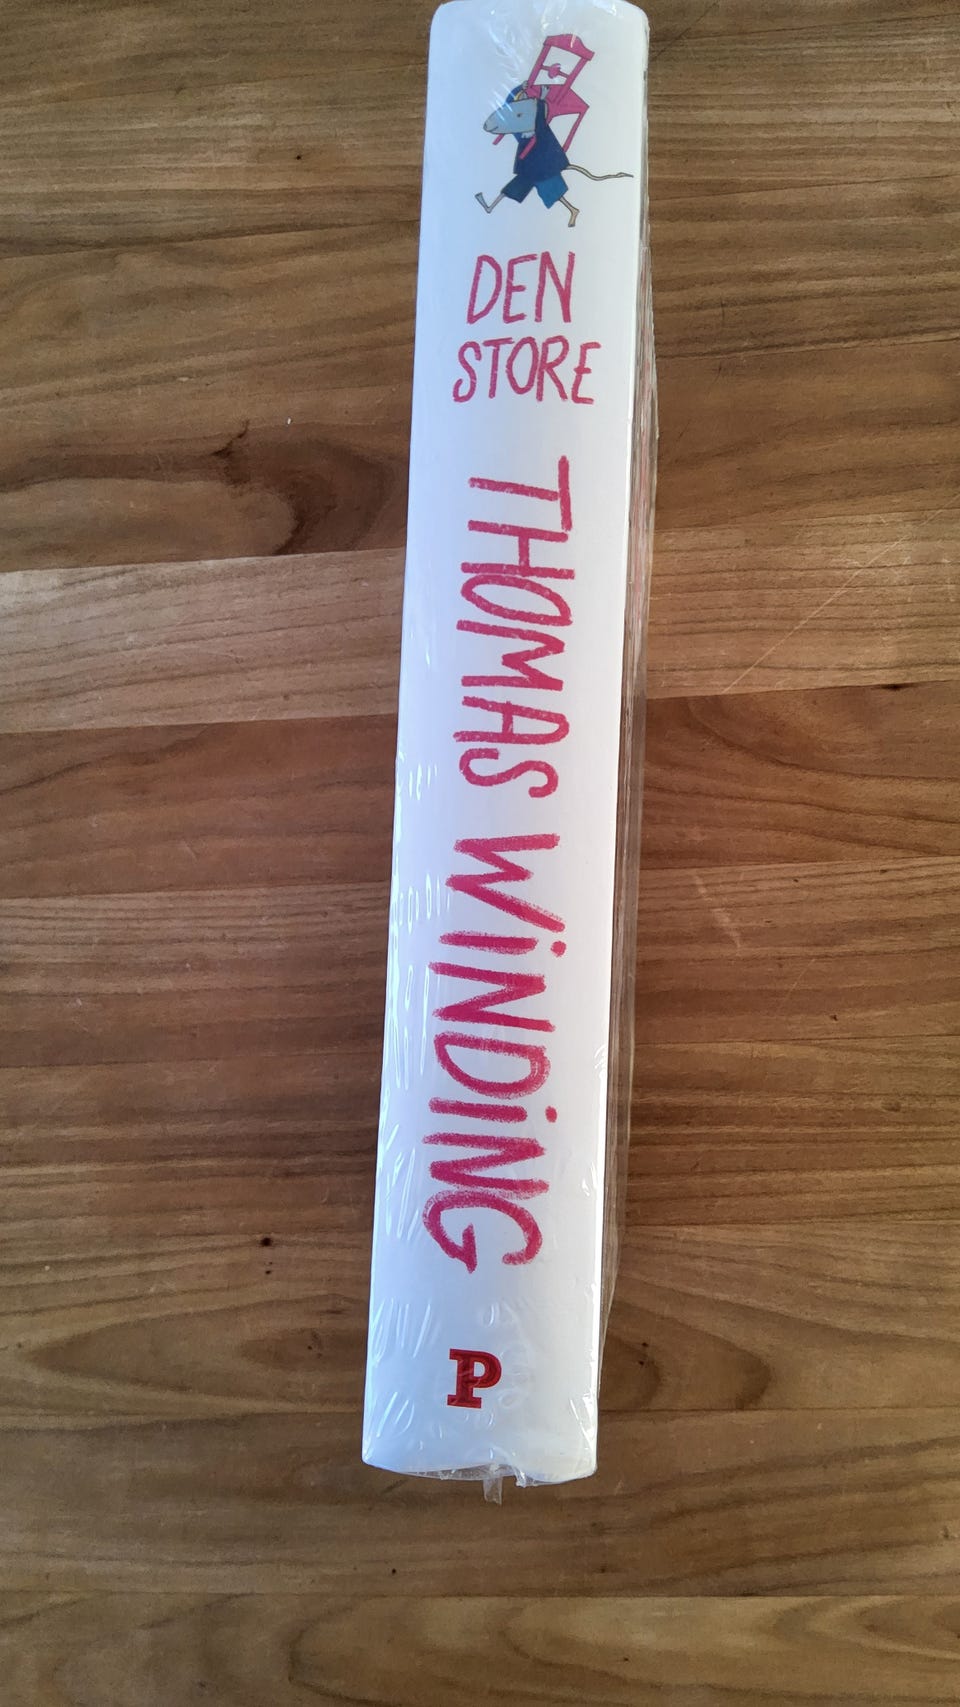 DEN
STORE
THOMAS WiNDiNG
P